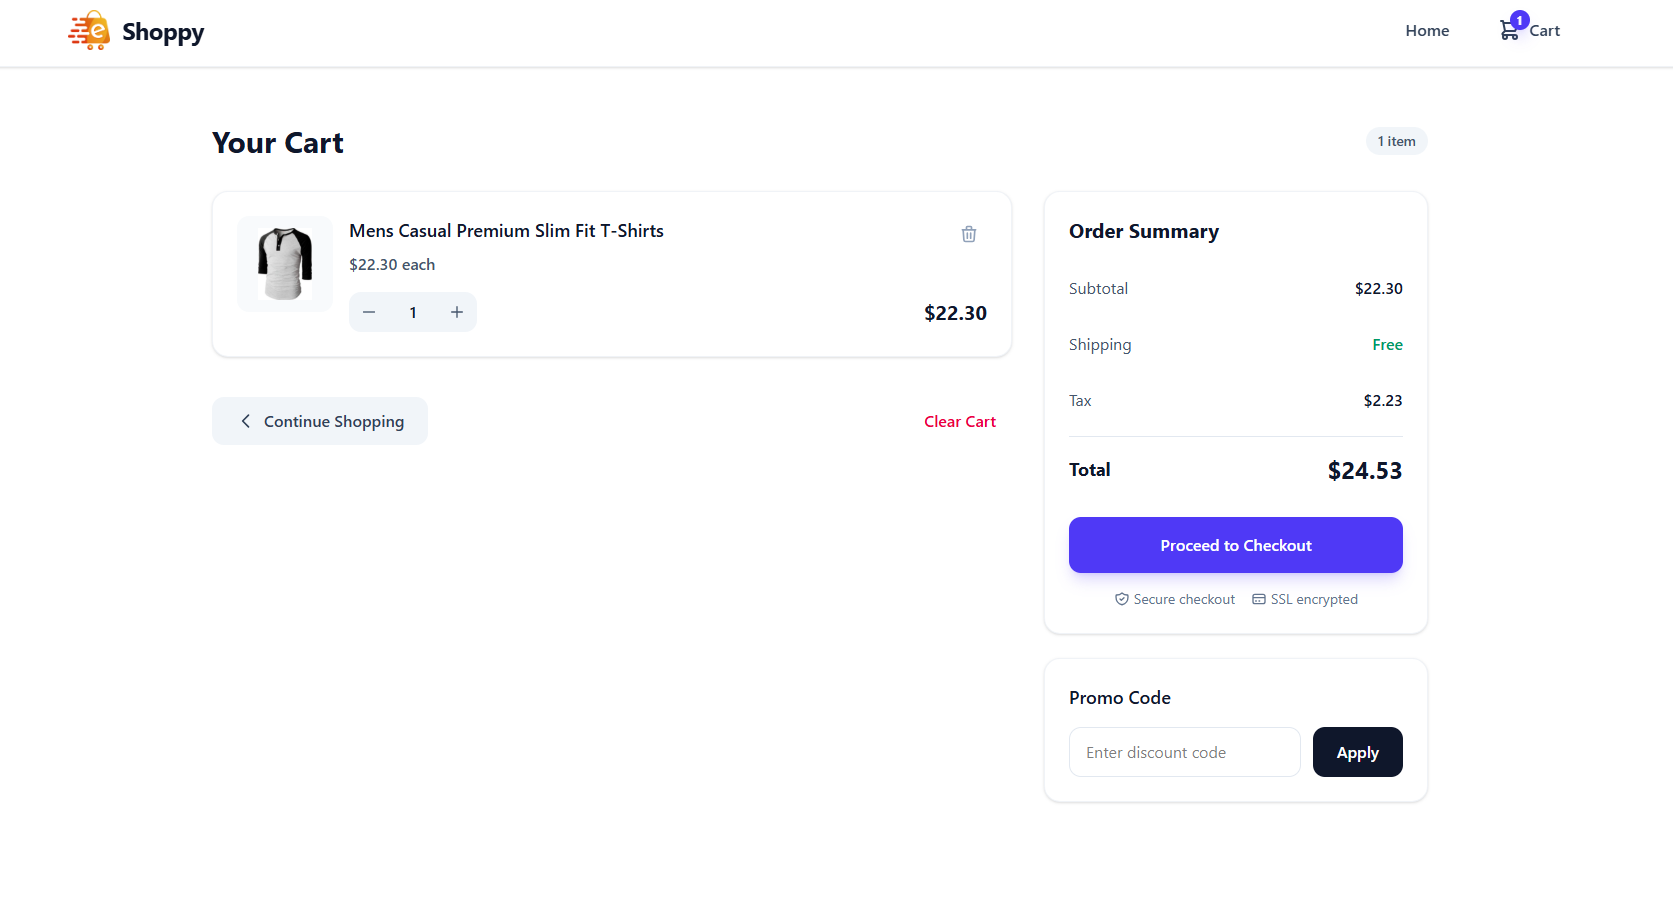 e
Shoppy
Home
1
Cart
Your Cart
1 item
Mens Casual Premium Slim Fit T-Shirts
$22.30 each
− 1 +
$22.30
Continue Shopping
Clear Cart
Order Summary
Subtotal $22.30
Shipping Free
Tax $2.23
Total $24.53
Proceed to Checkout
Secure checkout SSL encrypted
Promo Code
Enter discount code
Apply